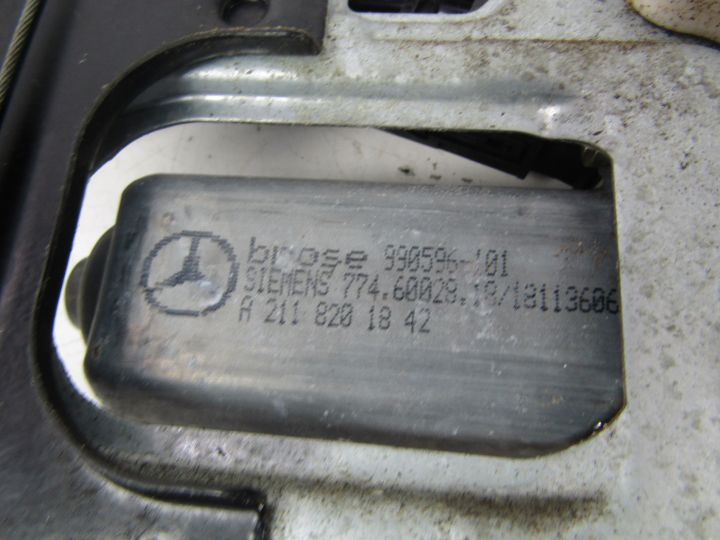 brose 990596-101
SIEMENS 774.60028.18/18113606
A 211 820 18 42